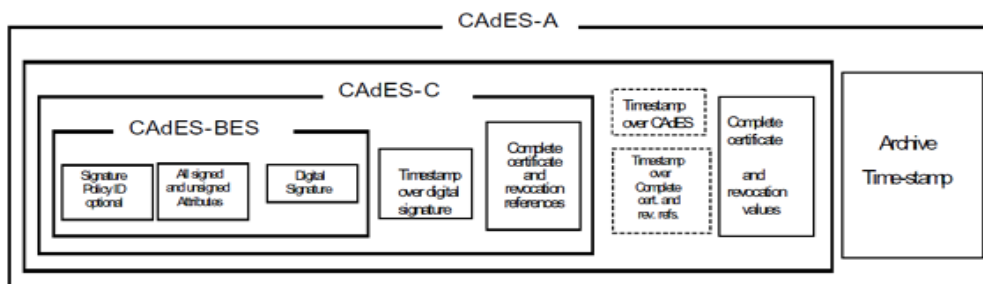 CAdES-A
CAdES-C
CAdES-BES
Signature
Policy ID
optional
All signed
and unsigned
Attributes
Digital
Signature
Timestamp
over digital
signature
Complete
certificate
and
revocation
references
Timestamp
over CAdES
Timestamp
over
Complete
cert. and
rev. refs.
Complete
certificate
and revocation
values
Archive
Time-stamp